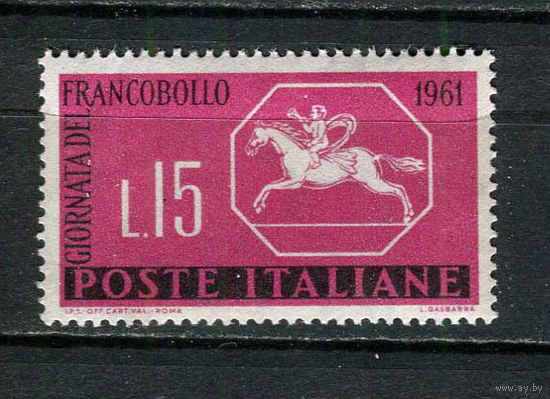 GIORNATA DEL
FRANCOBOLLO 1961
L.15
POSTE ITALIANE
I.P.S. OFF. CART. VAL. - ROMA L. GASBARRA
www.ay.by